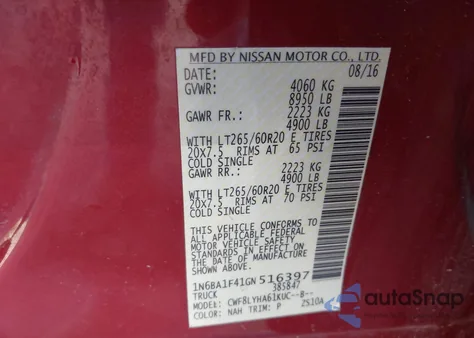 MFD BY NISSAN MOTOR CO., LTD.
DATE: 08/16
GVWR: 4060 KG
8950 LB
GAWR FR.: 2223 KG
4900 LB
WITH LT265/60R20 E TIRES
20X7.5 RIMS AT 65 PSI
COLD SINGLE
GAWR RR.: 2223 KG
4900 LB
WITH LT265/60R20 E TIRES
20X7.5 RIMS AT 70 PSI
COLD SINGLE
THIS VEHICLE CONFORMS TO
ALL APPLICABLE FEDERAL
MOTOR VEHICLE SAFETY
STANDARDS IN EFFECT
ON THE DATE OF
MANUFACTURE SHOWN ABOVE.
1N6BA1F41GN516397
TRUCK 385847
MODEL: CWF8LYHA61KUC--B--
COLOR: NAH TRIM: P ZS10A
autoSnap